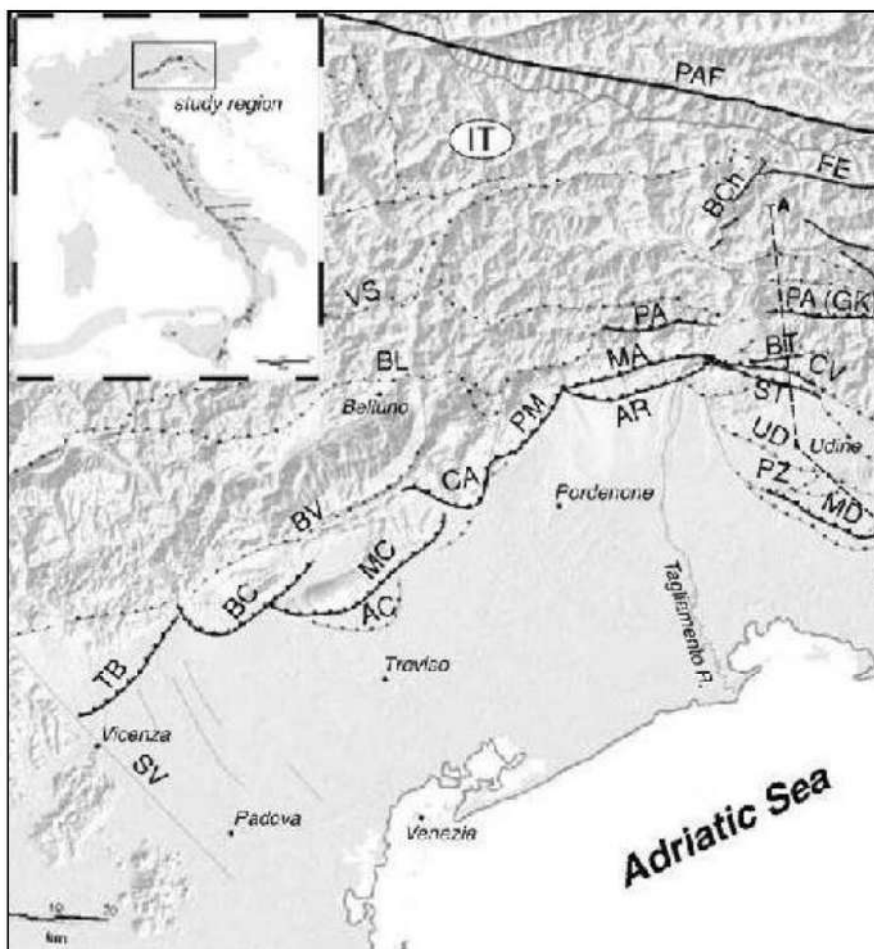 study region
PAF
IT
FE
BCh
A
VS
PA
PA (GK)
BL
MA
BIT
CV
ST
Belluno
PM
AR
UD
Udine
PZ
MD
CA
Pordenone
BV
MC
BC
AC
Tagliamento R.
TB
Treviso
Vicenza
SV
Padova
Venezia
Adriatic Sea
10 20
km